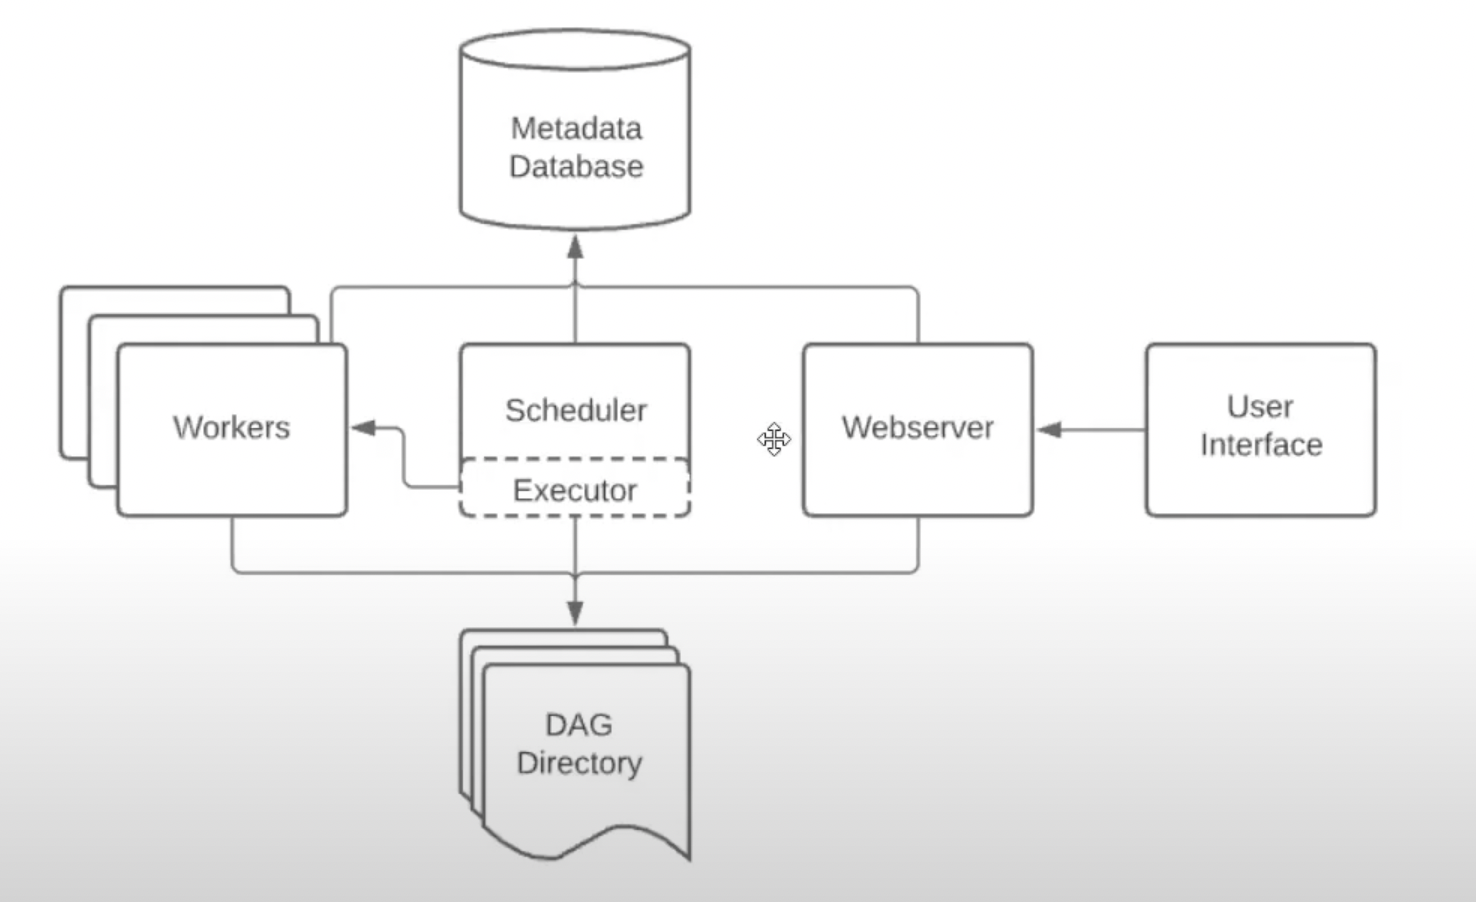 Metadata
Database
Workers
Scheduler
Executor
Webserver
User
Interface
DAG
Directory